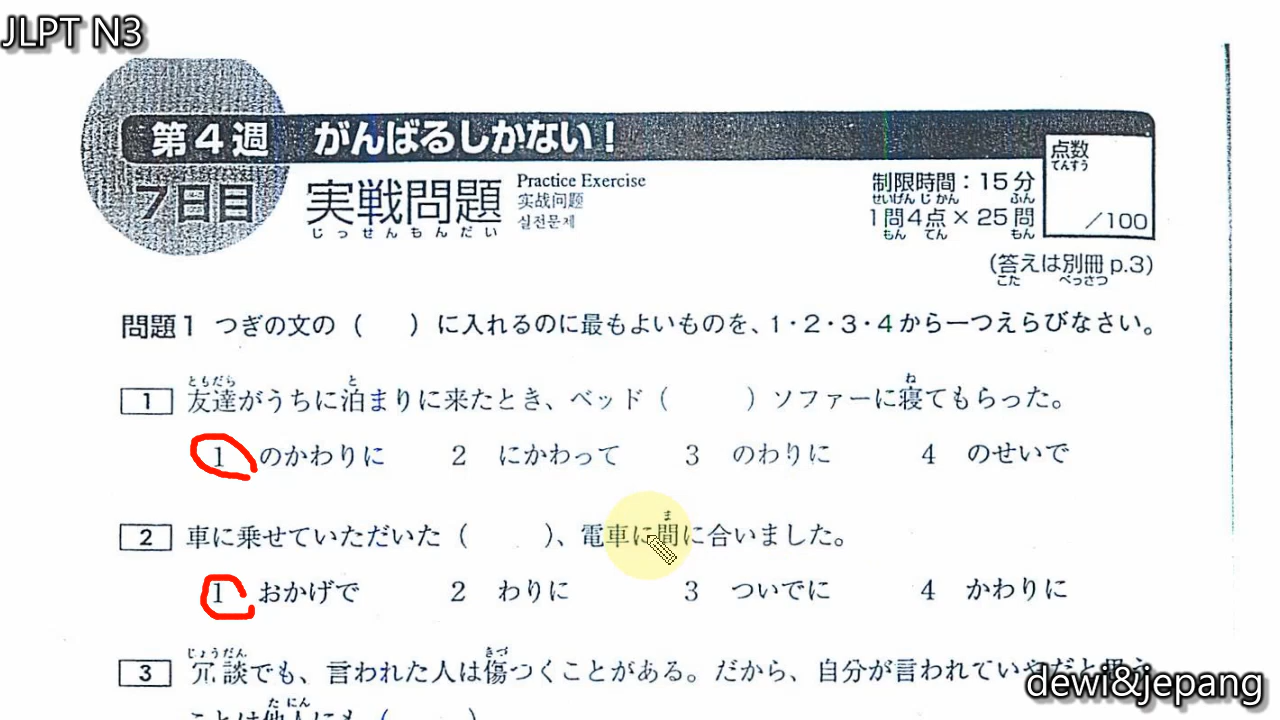 JLPT N3
第4週 がんばるしかない！
7日目 実戦問題 Practice Exercise
じっせんもんだい
实战问题
실전문제
制限時間：15分
せいげんじかん ふん
1問4点×25問
もん てん もん
点数
てんすう
/100
(答えは別冊 p.3)
こた べっさつ
問題1 つぎの文の（ ）に入れるのに最もよいものを、1・2・3・4から一つえらびなさい。
ともだち と ね
1 友達がうちに泊まりに来たとき、ベッド（ ）ソファーに寝てもらった。
1 のかわりに 2 にかわって 3 のわりに 4 のせいで
ま
2 車に乗せていただいた（ ）、電車に間に合いました。
1 おかげで 2 わりに 3 ついでに 4 かわりに
じょうだん きづ
3 冗談でも、言われた人は傷つくことがある。だから、自分が言われていやだと思う
た にん
ことは他人にも（ ）
dewi&jepang